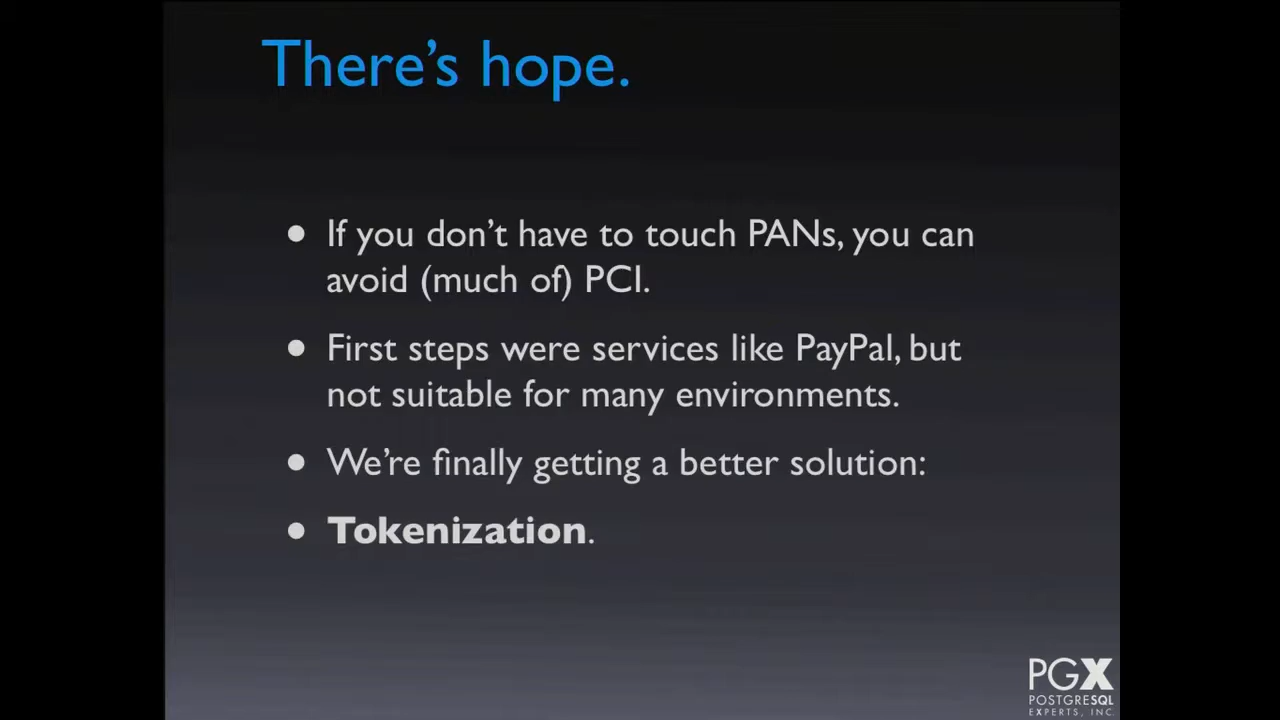 There's hope.
• If you don't have to touch PANs, you can
avoid (much of) PCI.
• First steps were services like PayPal, but
not suitable for many environments.
• We're finally getting a better solution:
• Tokenization.
PGX
POSTGRESQL
EXPERTS, INC.